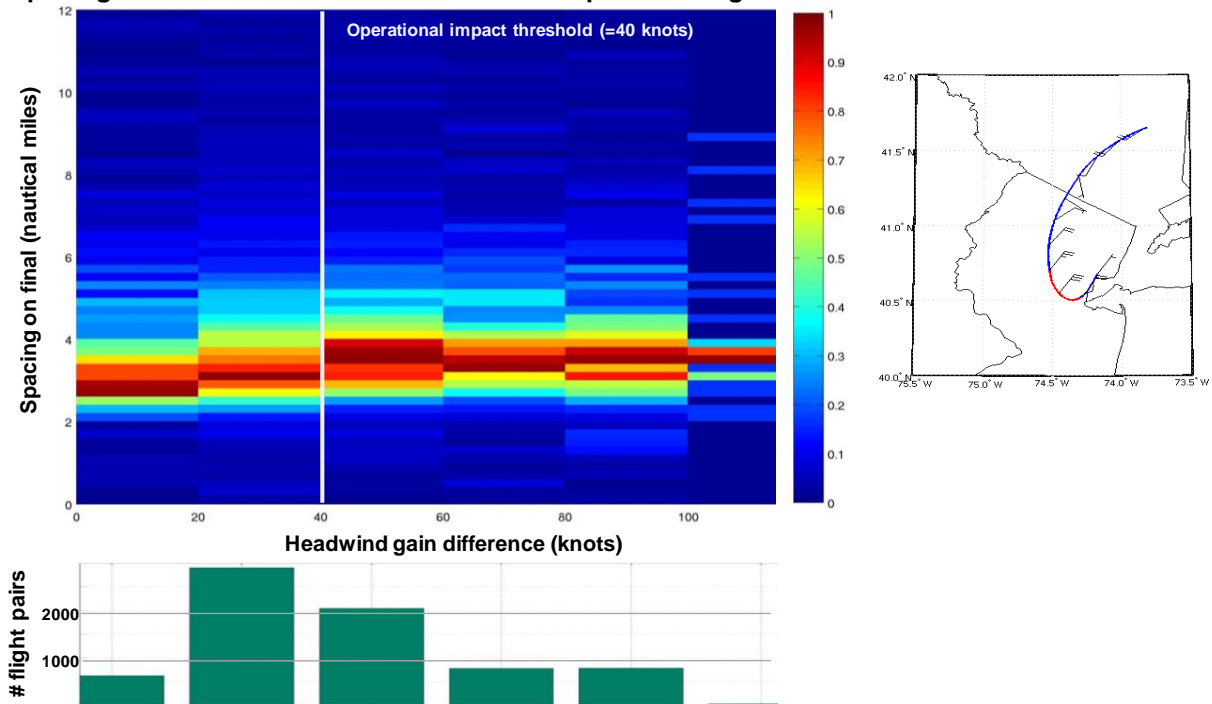 Operational impact threshold (=40 knots)
Spacing on final (nautical miles)
12
10
8
6
4
2
0
0
20
40
60
80
100
Headwind gain difference (knots)
1
0.9
0.8
0.7
0.6
0.5
0.4
0.3
0.2
0.1
0
42.0° N
41.5° N
41.0° N
40.5° N
40.0° N
75.5° W
75.0° W
74.5° W
74.0° W
73.5° W
# flight pairs
2000
1000